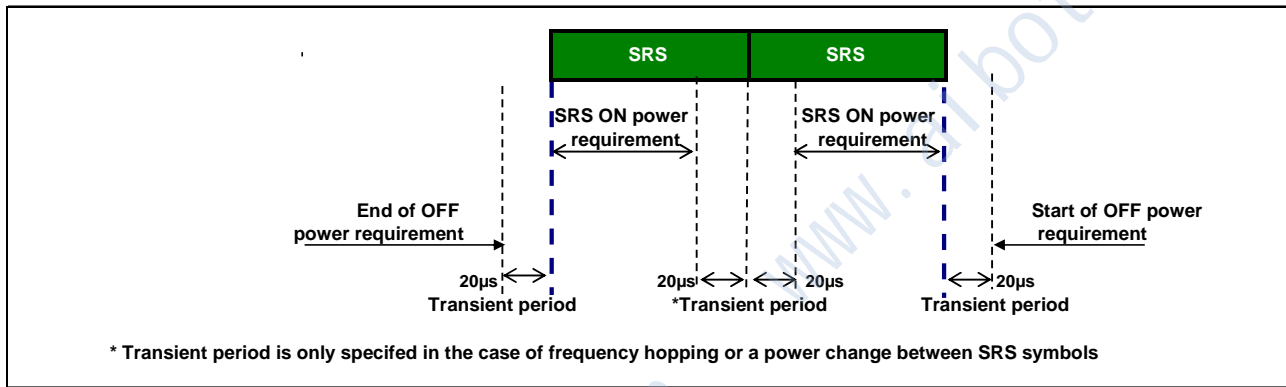 SRS SRS
SRS ON power requirement
SRS ON power requirement
End of OFF power requirement
Start of OFF power requirement
20µs 20µs 20µs 20µs
Transient period *Transient period Transient period
* Transient period is only specifed in the case of frequency hopping or a power change between SRS symbols
www.aibot